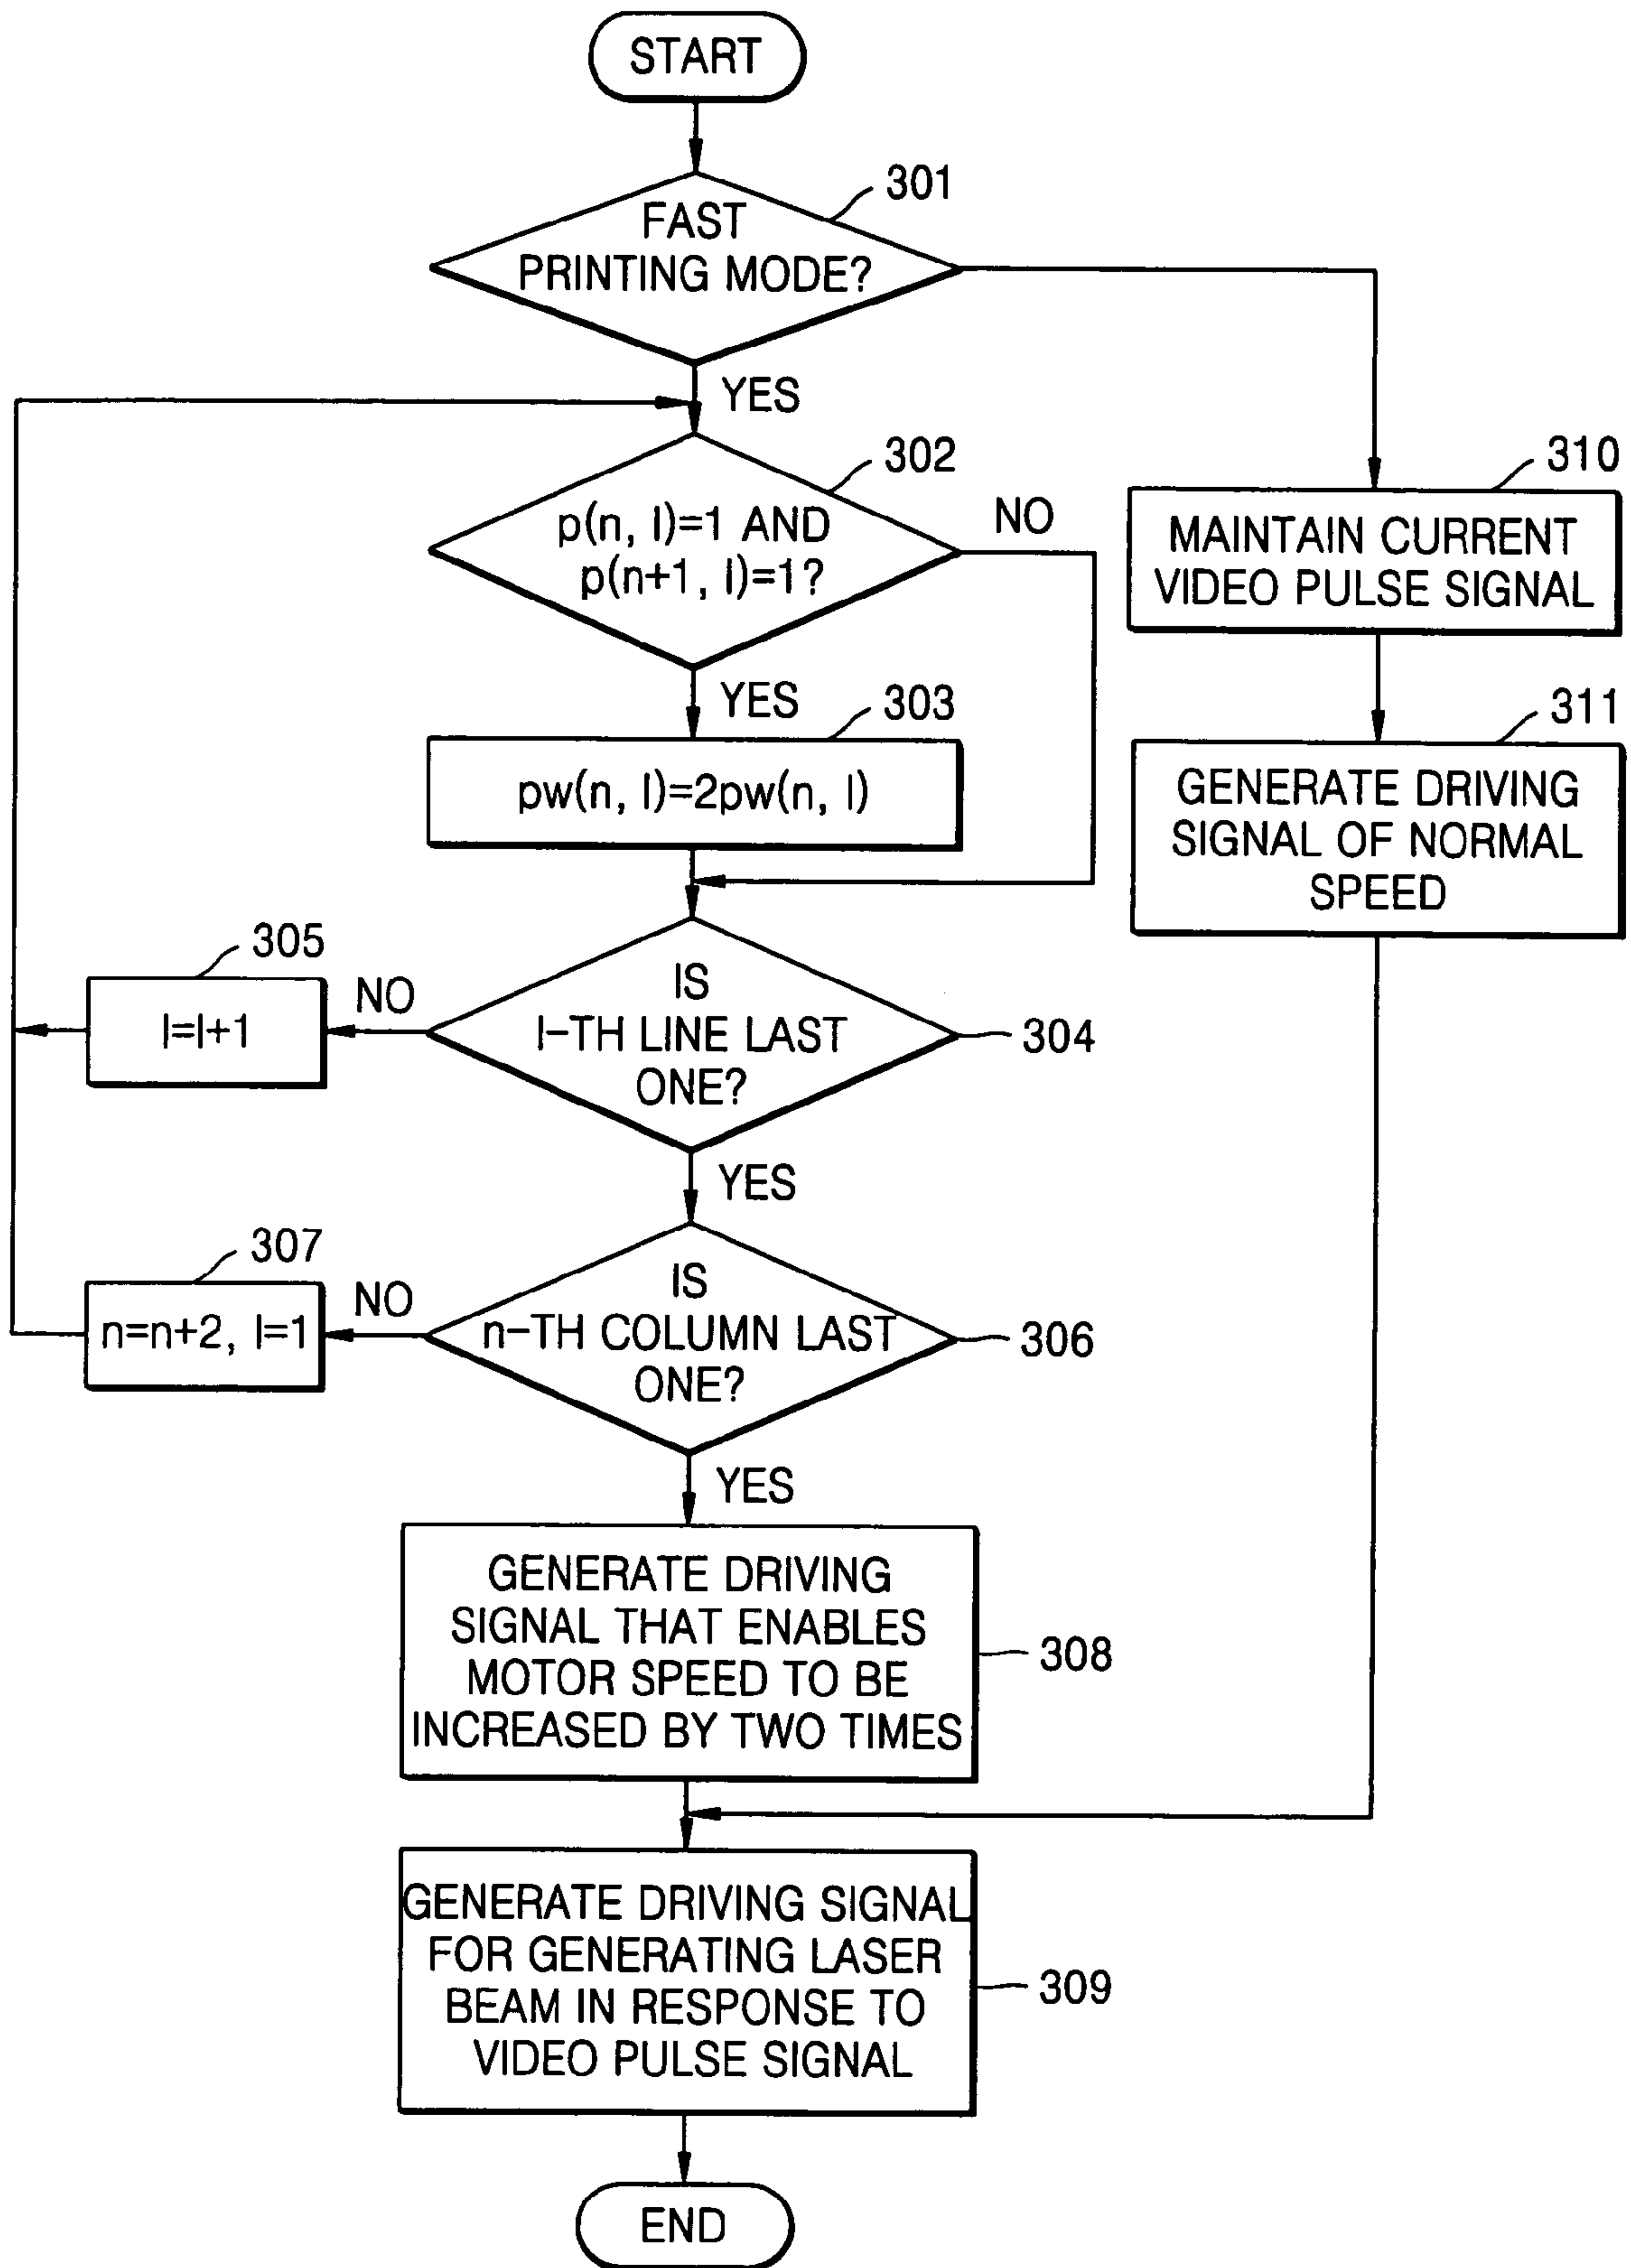 START
301
FAST
PRINTING MODE?
YES
302
p(n, l)=1 AND
p(n+1, l)=1?
NO
310
MAINTAIN CURRENT
VIDEO PULSE SIGNAL
YES
303
pw(n, l)=2pw(n, l)
311
GENERATE DRIVING
SIGNAL OF NORMAL
SPEED
305
l=l+1
NO
IS
l-TH LINE LAST
ONE?
304
YES
307
n=n+2, l=1
NO
IS
n-TH COLUMN LAST
ONE?
306
YES
GENERATE DRIVING
SIGNAL THAT ENABLES
MOTOR SPEED TO BE
INCREASED BY TWO TIMES
308
GENERATE DRIVING SIGNAL
FOR GENERATING LASER
BEAM IN RESPONSE TO
VIDEO PULSE SIGNAL
309
END